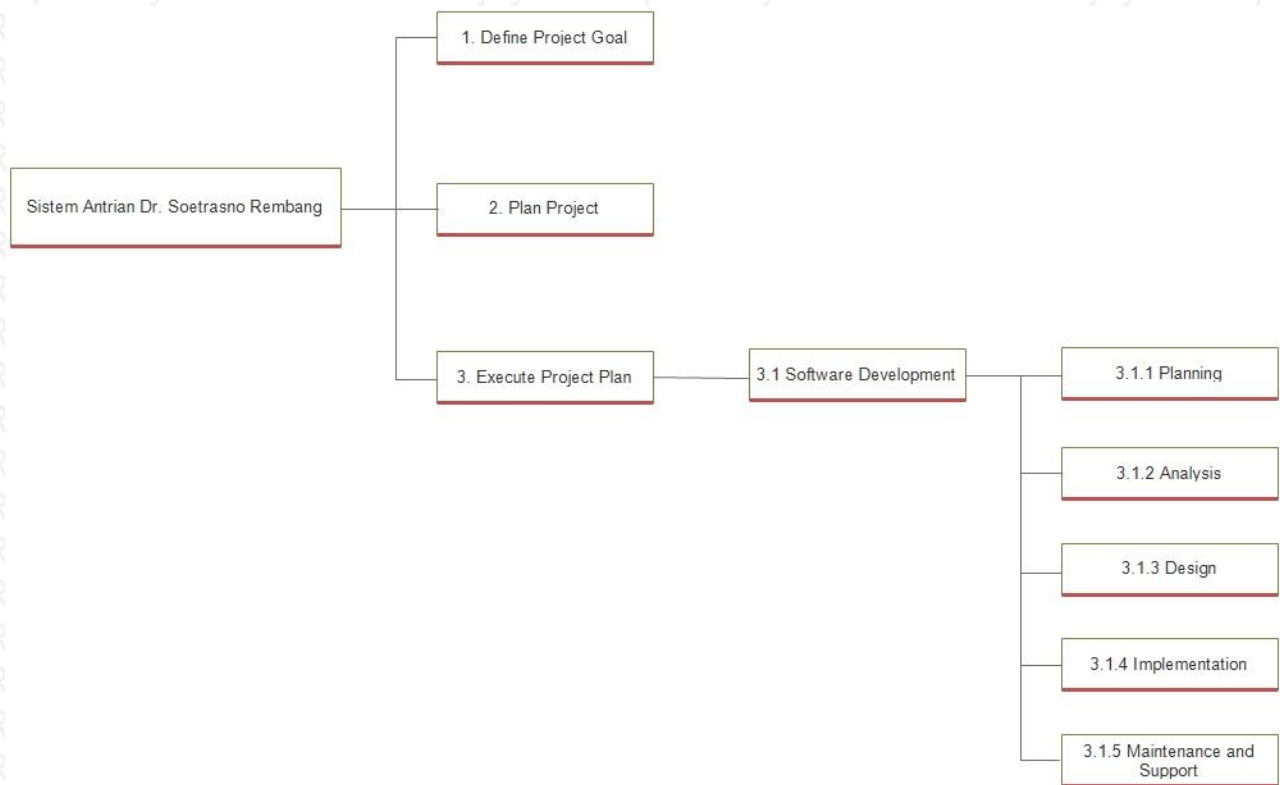 1. Define Project Goal
Sistem Antrian Dr. Soetrasno Rembang
2. Plan Project
3. Execute Project Plan
3.1 Software Development
3.1.1 Planning
3.1.2 Analysis
3.1.3 Design
3.1.4 Implementation
3.1.5 Maintenance and
Support